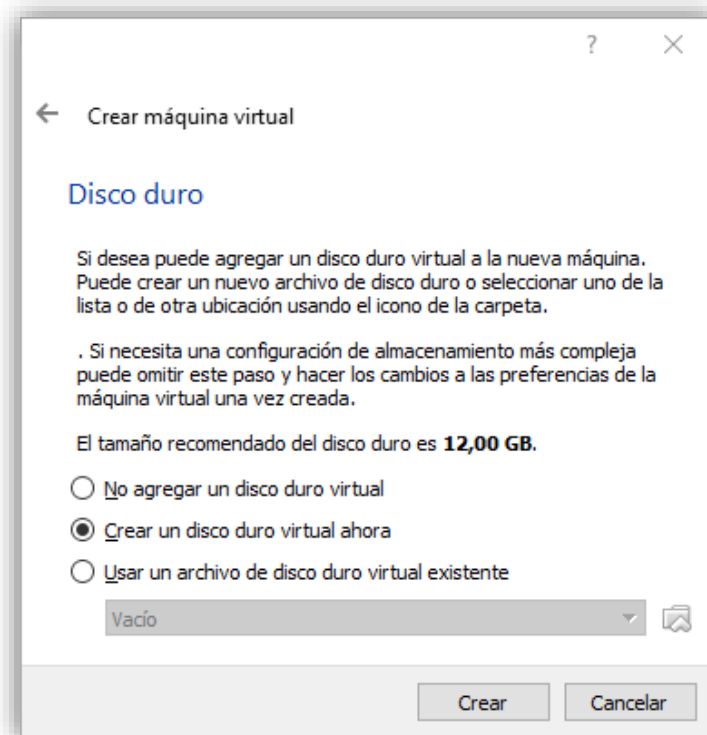 ?
Crear máquina virtual
Disco duro
Si desea puede agregar un disco duro virtual a la nueva máquina.
Puede crear un nuevo archivo de disco duro o seleccionar uno de la
lista o de otra ubicación usando el icono de la carpeta.
. Si necesita una configuración de almacenamiento más compleja
puede omitir este paso y hacer los cambios a las preferencias de la
máquina virtual una vez creada.
El tamaño recomendado del disco duro es 12,00 GB.
No agregar un disco duro virtual
Crear un disco duro virtual ahora
Usar un archivo de disco duro virtual existente
Vacío
Crear Cancelar